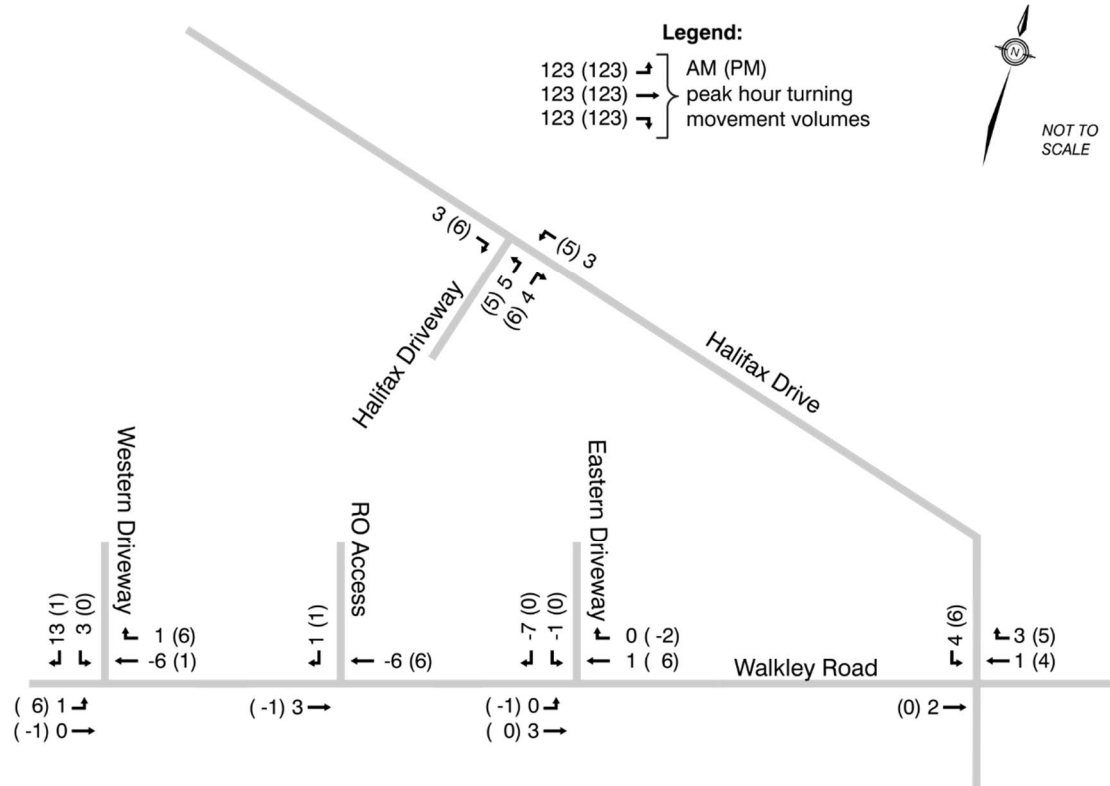 Legend:
123 (123)
123 (123)
123 (123)
AM (PM)
peak hour turning
movement volumes
N
NOT TO
SCALE
3 (6)
(5) 3
(5) 5
(6) 4
Halifax Driveway
Halifax Drive
Western Driveway
RO Access
Eastern Driveway
13 (1)
3 (0)
1 (6)
-6 (1)
1 (1)
-6 (6)
-7 (0)
-1 (0)
0 ( -2)
1 ( 6)
Walkley Road
4 (6)
3 (5)
1 (4)
( 6) 1
( -1) 0
( -1) 3
( -1) 0
( 0) 3
(0) 2